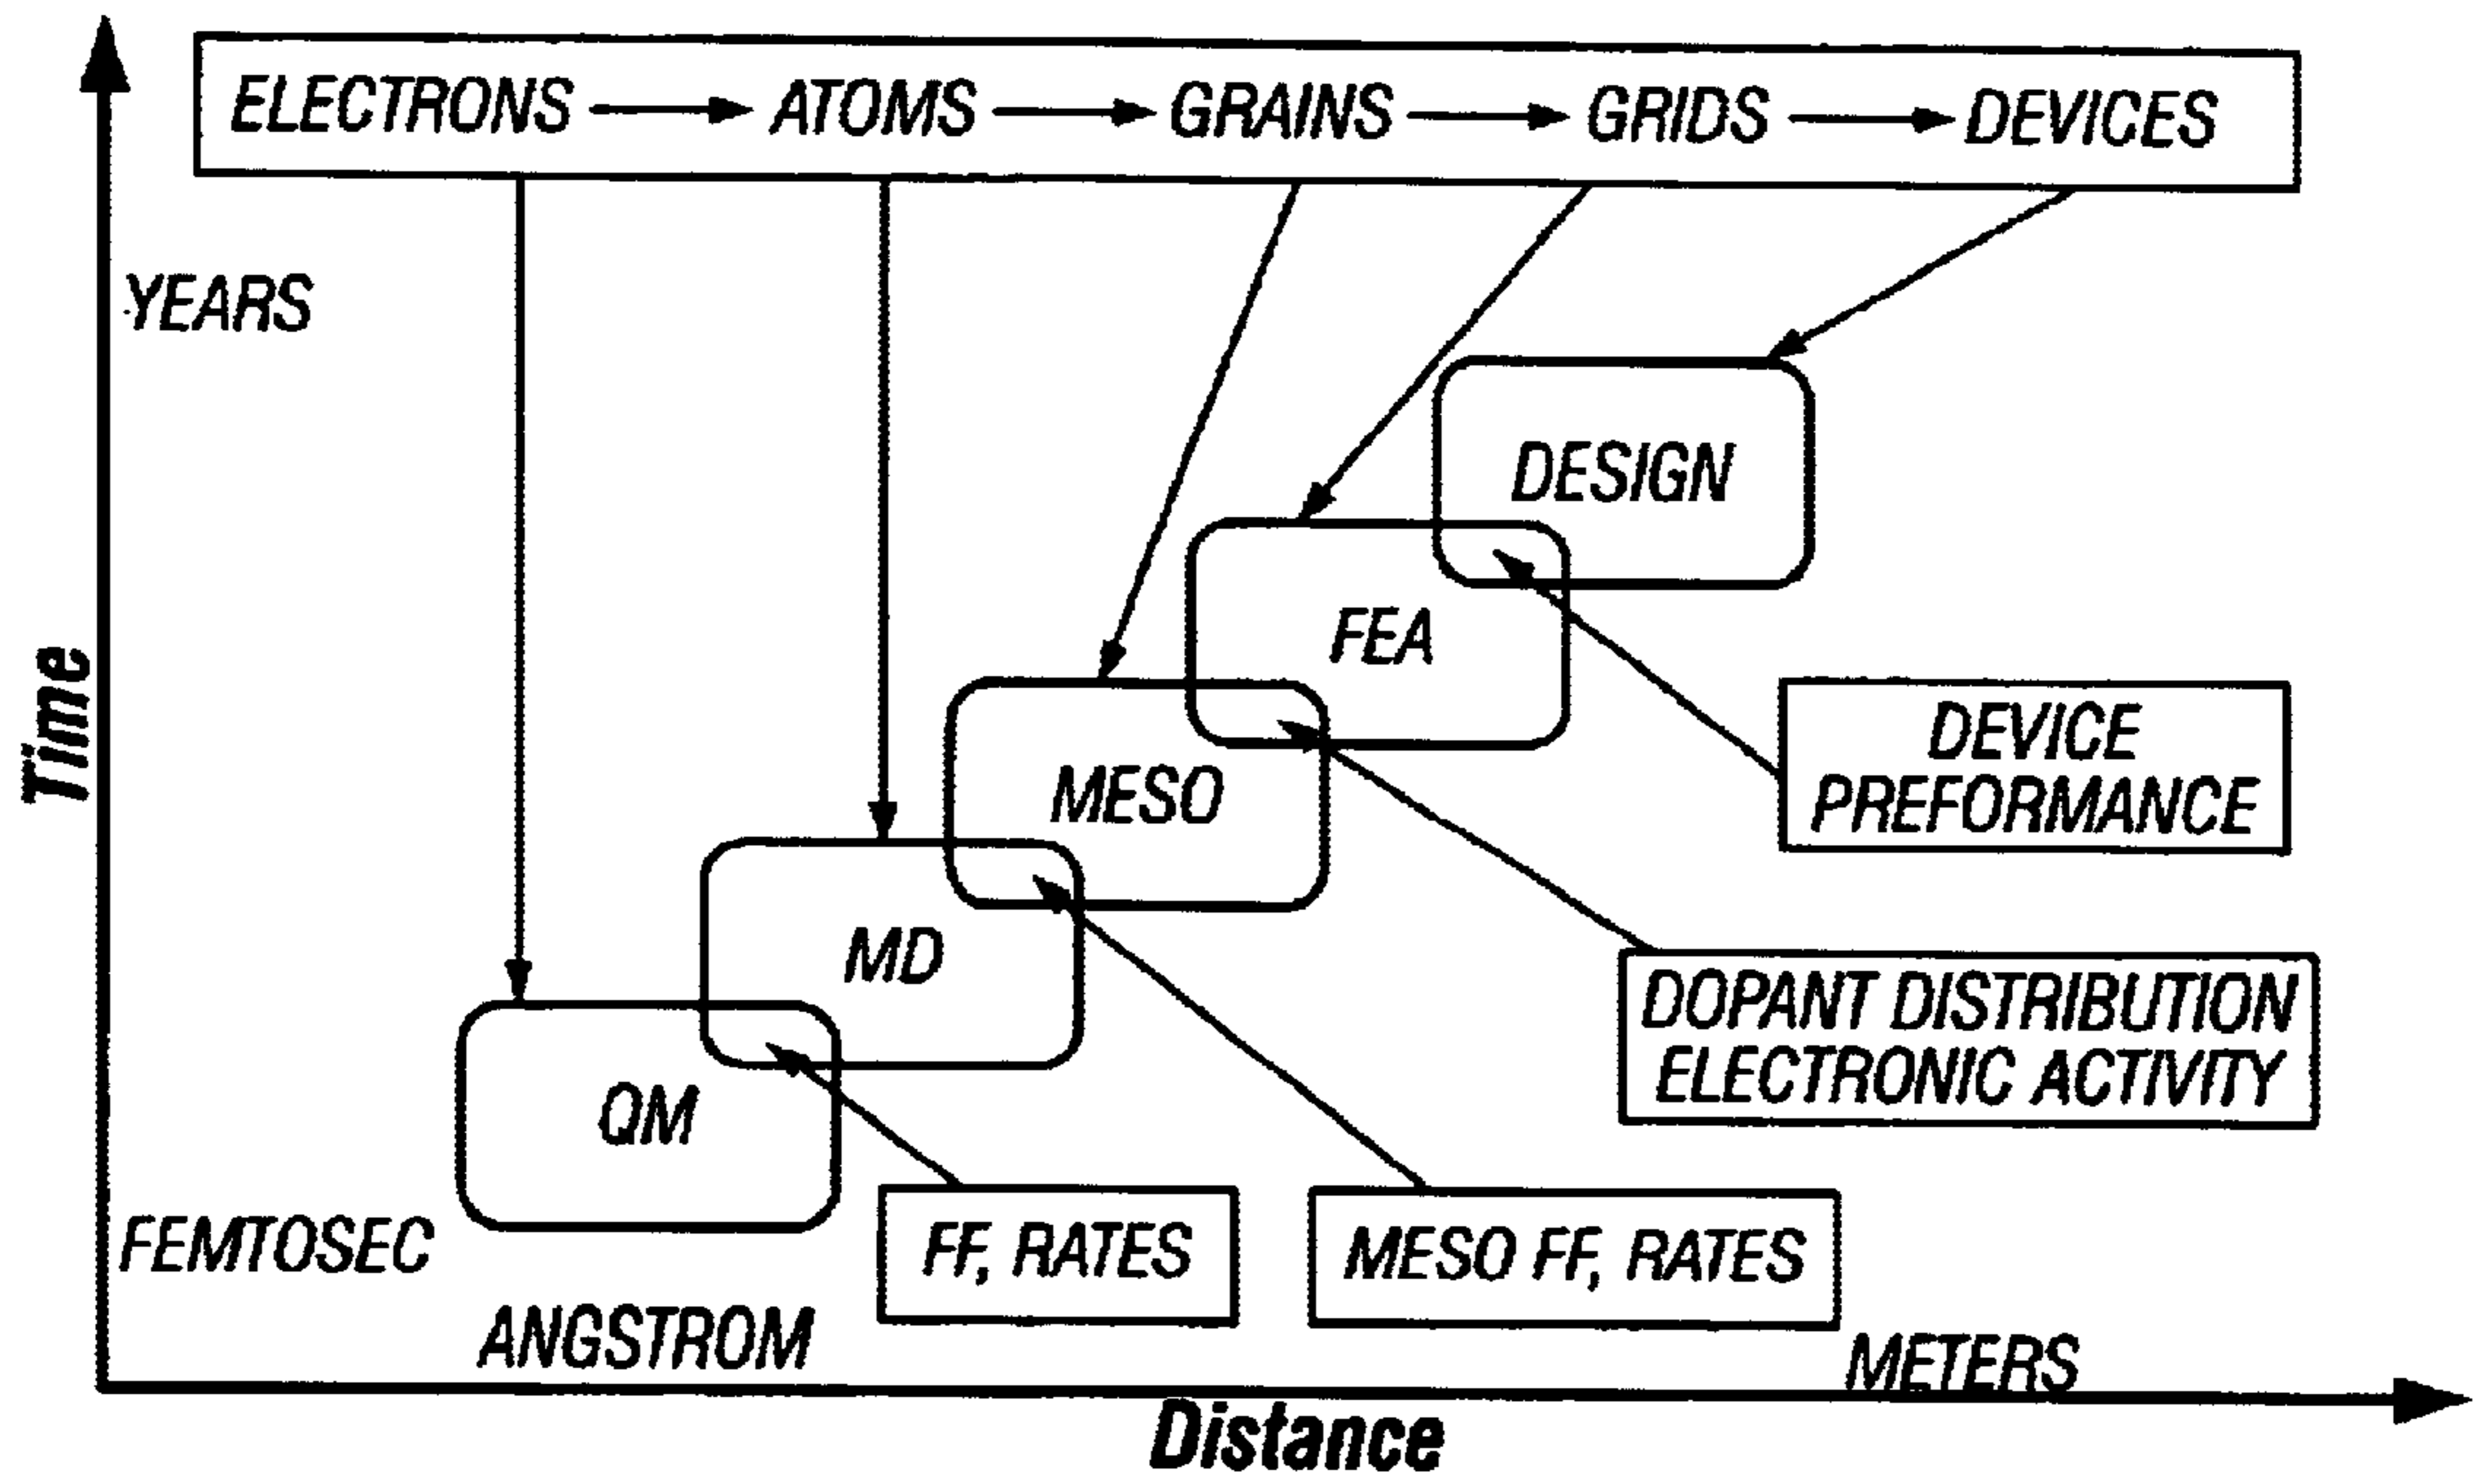 ELECTRONS ATOMS GRAINS GRIDS DEVICES
YEARS
DESIGN
FEA
DEVICE
PREFORMANCE
MESO
MD
DOPANT DISTRIBUTION
ELECTRONIC ACTIVITY
QM
FF, RATES
MESO FF, RATES
FEMTOSEC
ANGSTROM
METERS
Time
Distance